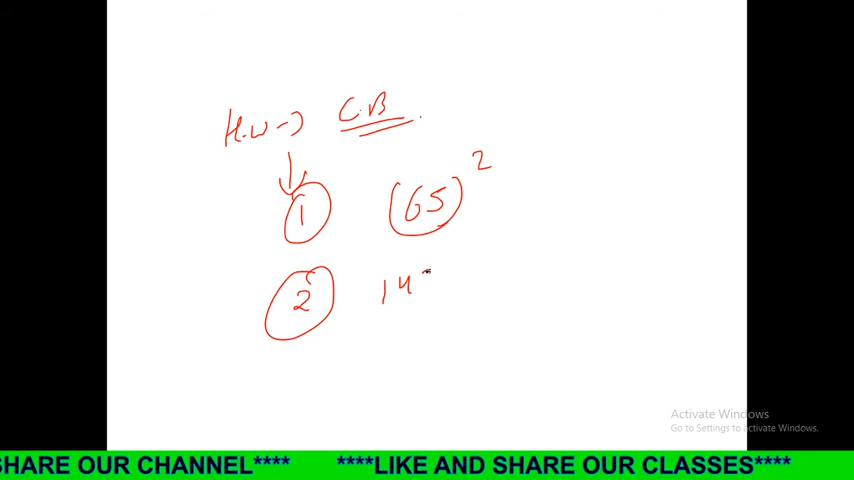 H.W → C.B.
1 (65)²
2 14
Activate Windows
Go to Settings to activate Windows.
SHARE OUR CHANNEL**** ****LIKE AND SHARE OUR CLASSES****